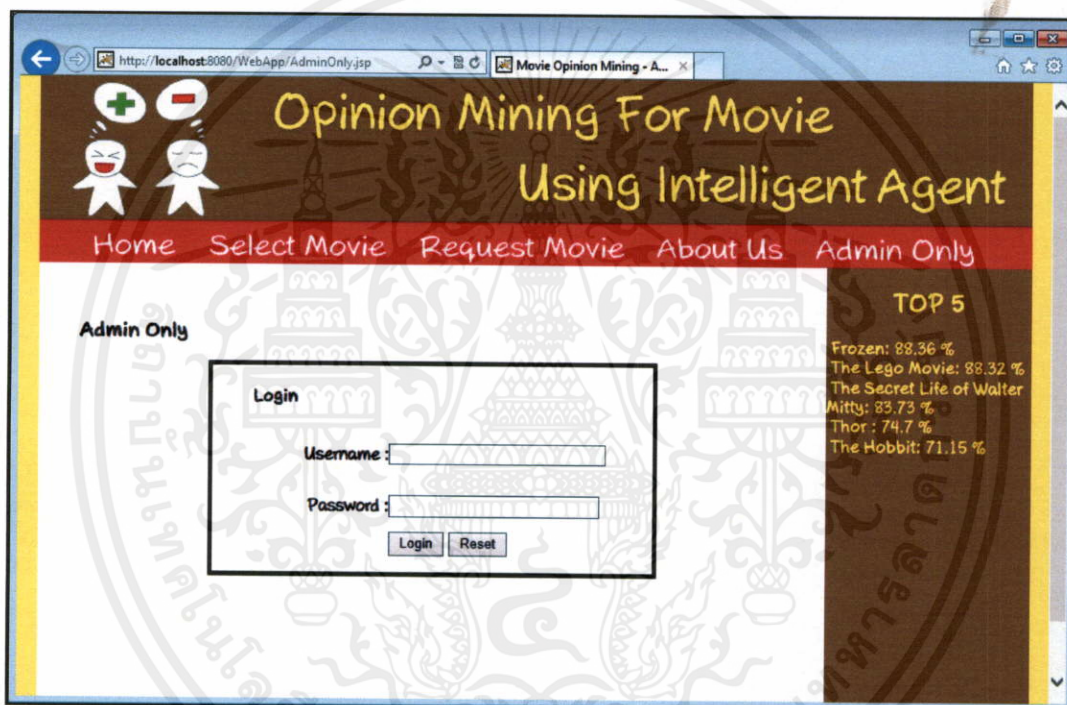 http://localhost:8080/WebApp/AdminOnly.jsp
Movie Opinion Mining - A...
Opinion Mining For Movie
Using Intelligent Agent
Home Select Movie Request Movie About Us Admin Only
Admin Only
Login
Username :
Password :
Login Reset
TOP 5
Frozen: 88.36 %
The Lego Movie: 88.32 %
The Secret Life of Walter
Mitty: 83.73 %
Thor : 74.7 %
The Hobbit: 71.15 %